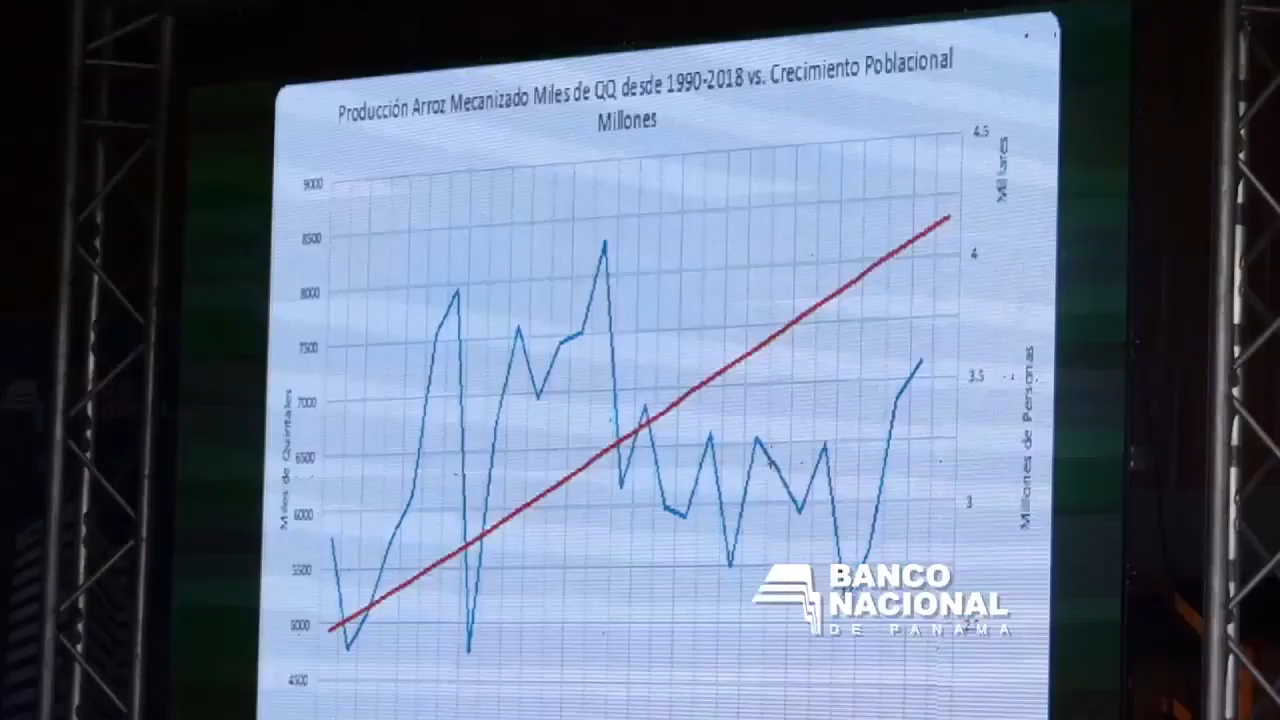 Producción Arroz Mecanizado Miles de QQ desde 1990-2018 vs. Crecimiento Poblacional
Millones
4.5
Millares
9000
8500
4
8000
7500
3.5
7000
Millones de Personas
Miles de Quintales
6500
3
6000
5500
5000
4500
BANCO
NACIONAL
DE PANAMA